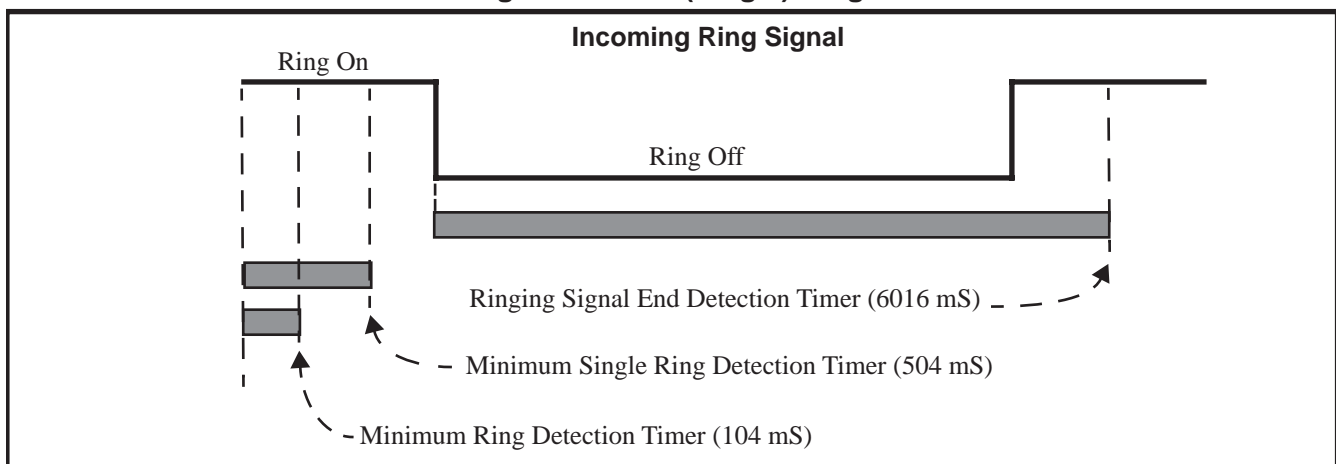 Incoming Ring Signal
Ring On
Ring Off
Ringing Signal End Detection Timer (6016 mS)
Minimum Single Ring Detection Timer (504 mS)
Minimum Ring Detection Timer (104 mS)